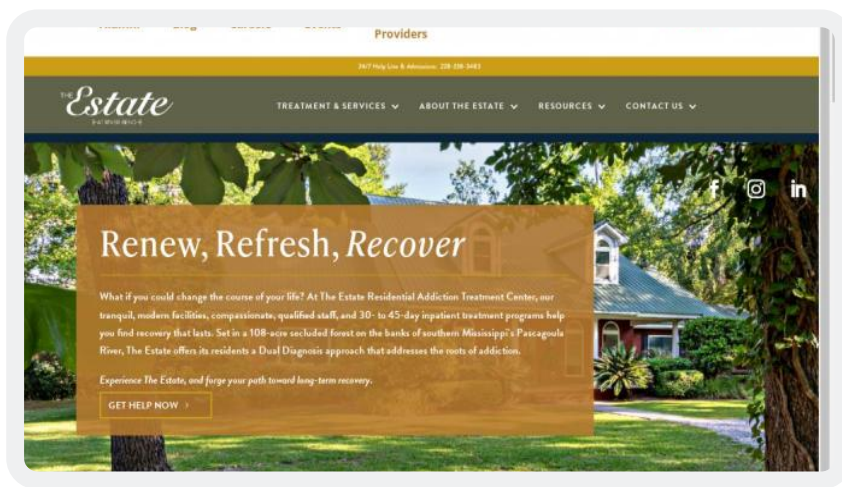 Providers
24/7 Help Line & Admissions:
THE
Estate
TREATMENT & SERVICES
ABOUT THE ESTATE
RESOURCES
CONTACT US
f
in
Renew, Refresh, Recover
What if you could change the course of your life? At The Estate Residential Addiction Treatment Center, our
tranquil, modern facilities, compassionate, qualified staff, and 30- to 45-day inpatient treatment programs help
you find recovery that lasts. Set in a 108-acre secluded forest on the banks of southern Mississippi's Pascagoula
River, The Estate offers its residents a Dual Diagnosis approach that addresses the roots of addiction.
Experience The Estate, and forge your path toward long-term recovery.
GET HELP NOW ›